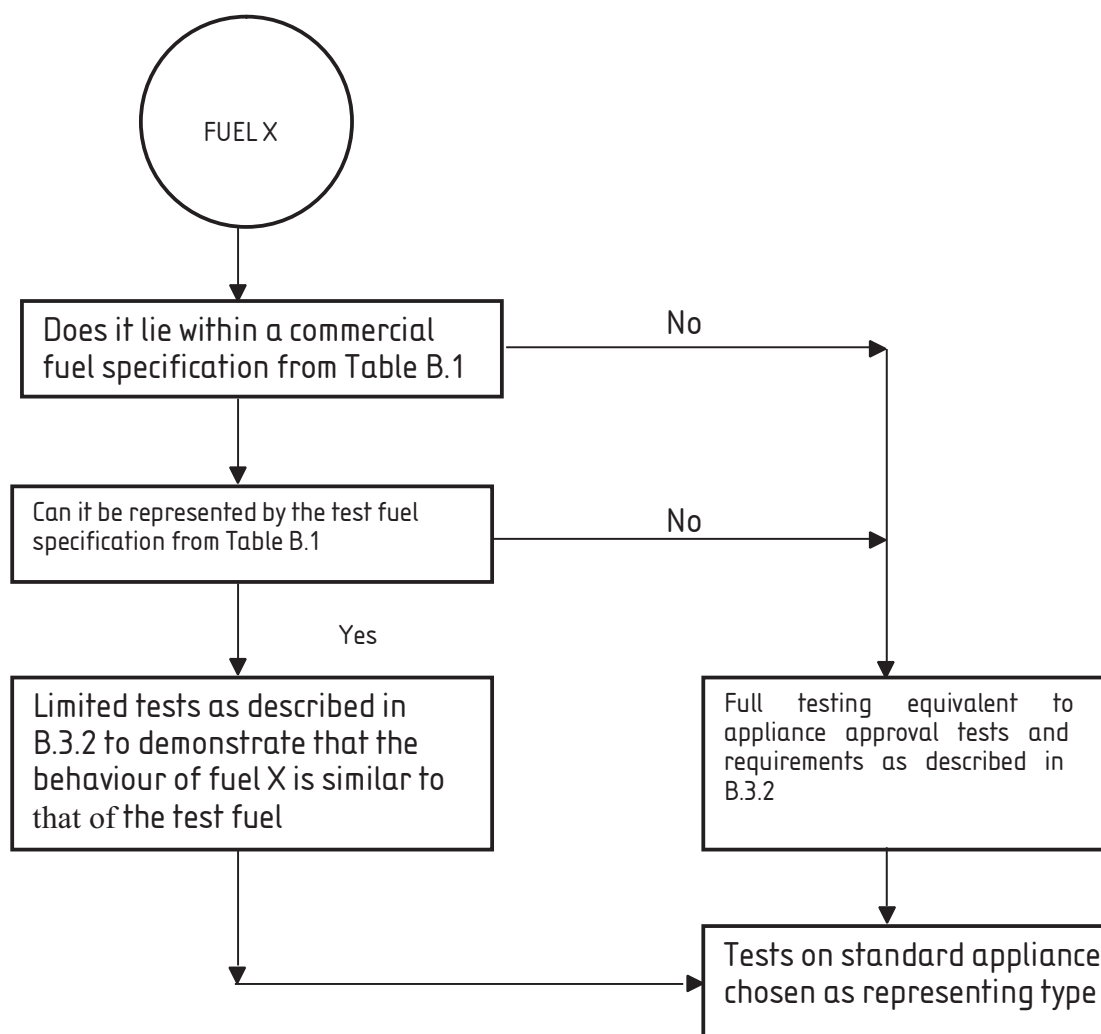 FUEL X
Does it lie within a commercial
fuel specification from Table B.1
No
Can it be represented by the test fuel
specification from Table B.1
No
Yes
Limited tests as described in
B.3.2 to demonstrate that the
behaviour of fuel X is similar to
that of the test fuel
Full testing equivalent to
appliance approval tests and
requirements as described in
B.3.2
Tests on standard appliance
chosen as representing type